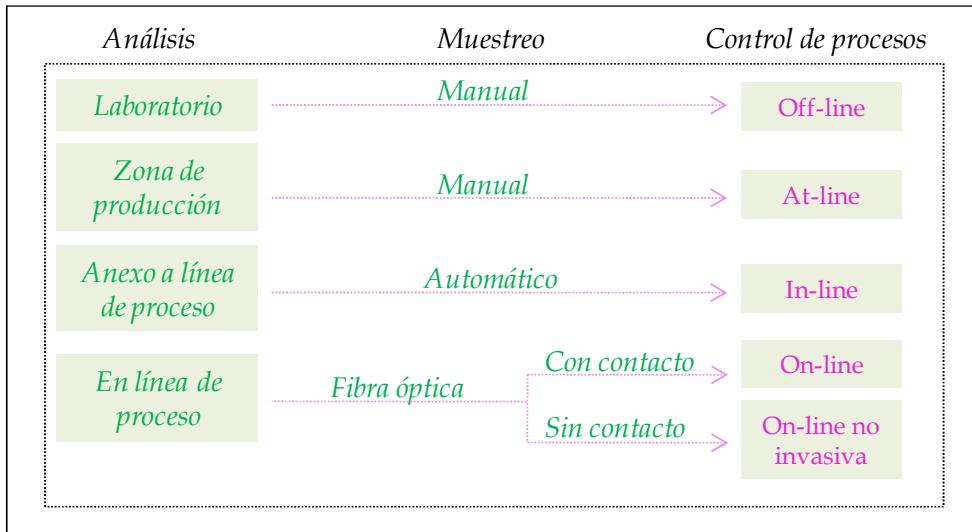 Análisis Muestreo Control de procesos
Laboratorio Manual Off-line
Zona de
producción
Manual At-line
Anexo a línea
de proceso
Automático In-line
En línea de
proceso
Fibra óptica
Con contacto On-line
Sin contacto
On-line no
invasiva